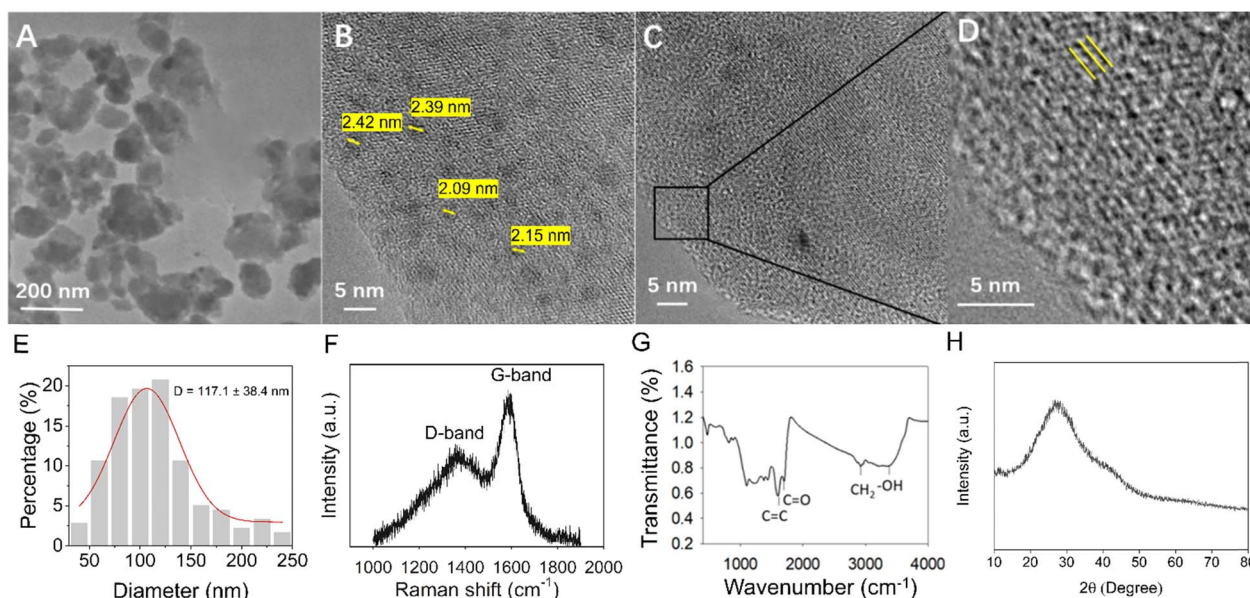 A
200 nm
B
2.42 nm
2.39 nm
2.09 nm
2.15 nm
5 nm
C
5 nm
D
5 nm
E
Percentage (%)
20
15
10
5
0
D = 117.1 ± 38.4 nm
50 100 150 200 250
Diameter (nm)
F
Intensity (a.u.)
D-band
G-band
1000 1200 1400 1600 1800 2000
Raman shift (cm⁻¹)
G
Transmittance (%)
1.6
1.4
1.2
1.0
0.8
0.6
0.4
0.2
C=O
C=C
CH₂
-OH
1000 2000 3000 4000
Wavenumber (cm⁻¹)
H
Intensity (a.u.)
10 20 30 40 50 60 70 80
2θ (Degree)